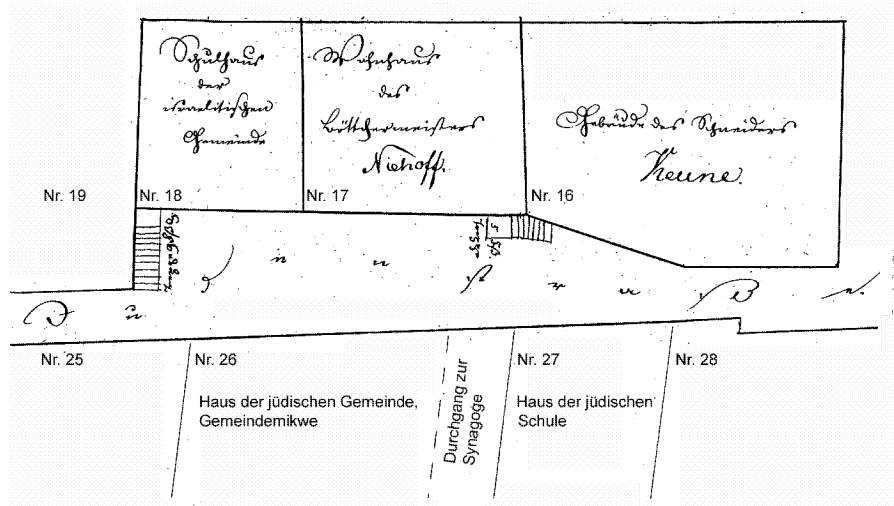 Schulhaus
der
israelitischen
Gemeinde
Wohnhaus
des
Böttchermeisters
Niehoff.
Gebäude des Schneiders
Keune.
Nr. 19
Nr. 18
Nr. 17
Nr. 16
Juden Straße.
Nr. 25
Nr. 26
Nr. 27
Nr. 28
Haus der jüdischen Gemeinde,
Gemeindemikwe
Durchgang zur
Synagoge
Haus der jüdischen
Schule